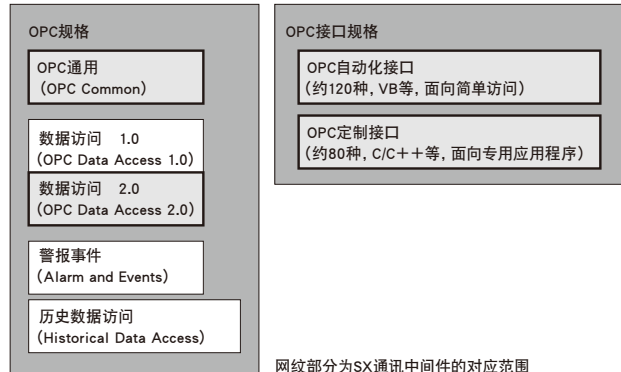 OPC规格
OPC通用
(OPC Common)
数据访问 1.0
(OPC Data Access 1.0)
数据访问 2.0
(OPC Data Access 2.0)
警报事件
(Alarm and Events)
历史数据访问
(Historical Data Access)
OPC接口规格
OPC自动化接口
(约120种, VB等, 面向简单访问)
OPC定制接口
(约80种, C/C++等, 面向专用应用程序)
网纹部分为SX通讯中间件的对应范围